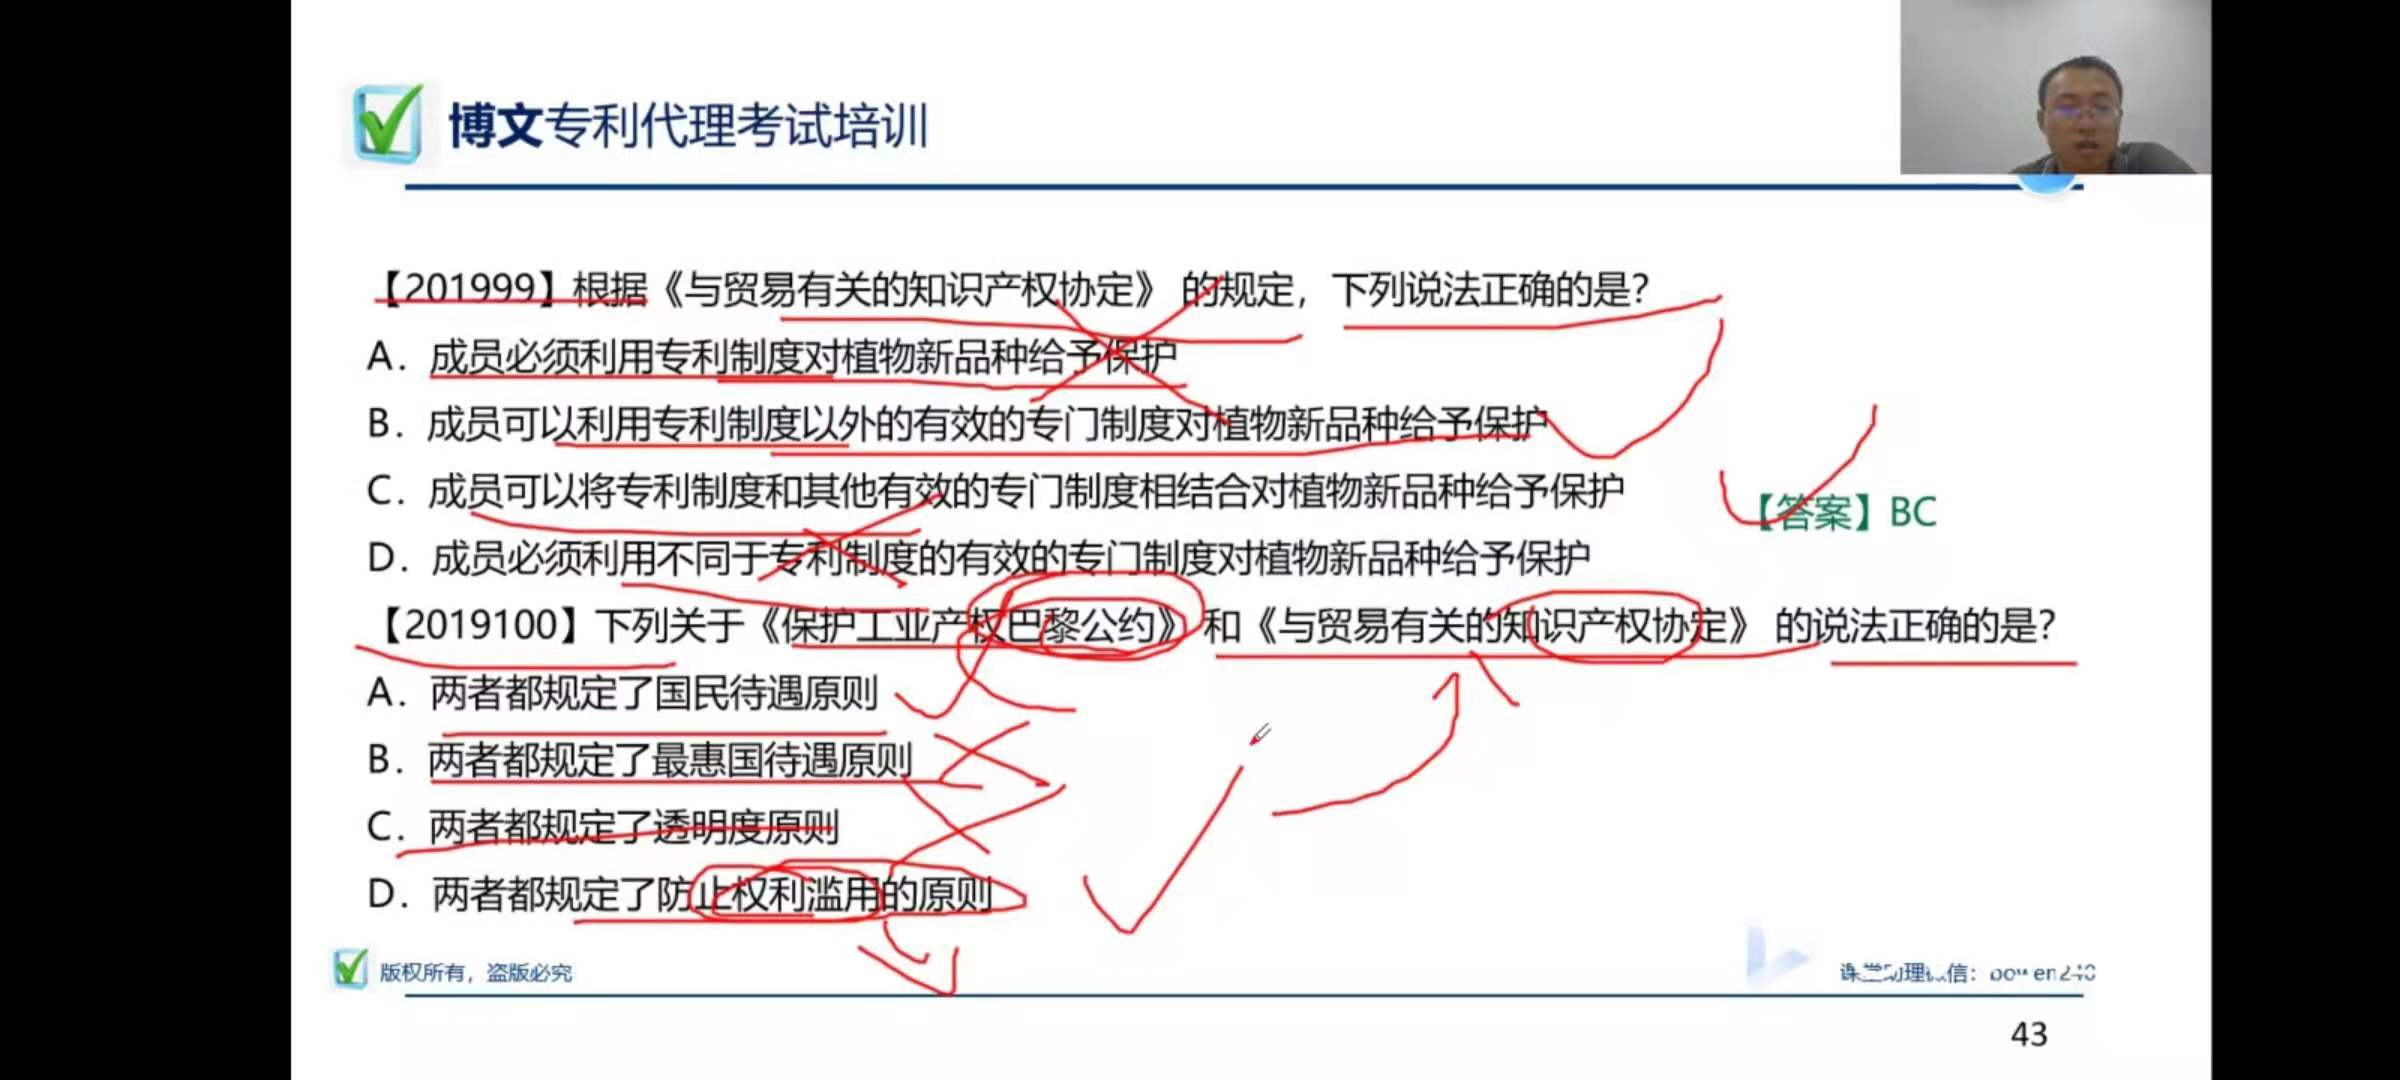 博文专利代理考试培训
【201999】根据《与贸易有关的知识产权协定》 的规定，下列说法正确的是？
A．成员必须利用专利制度对植物新品种给予保护
B．成员可以利用专利制度以外的有效的专门制度对植物新品种给予保护
C．成员可以将专利制度和其他有效的专门制度相结合对植物新品种给予保护
【答案】BC
D．成员必须利用不同于专利制度的有效的专门制度对植物新品种给予保护
【2019100】下列关于《保护工业产权巴黎公约》 和《与贸易有关的知识产权协定》 的说法正确的是？
A．两者都规定了国民待遇原则
B．两者都规定了最惠国待遇原则
C．两者都规定了透明度原则
D．两者都规定了防止权利滥用的原则
版权所有，盗版必究
课堂助理微信：
43